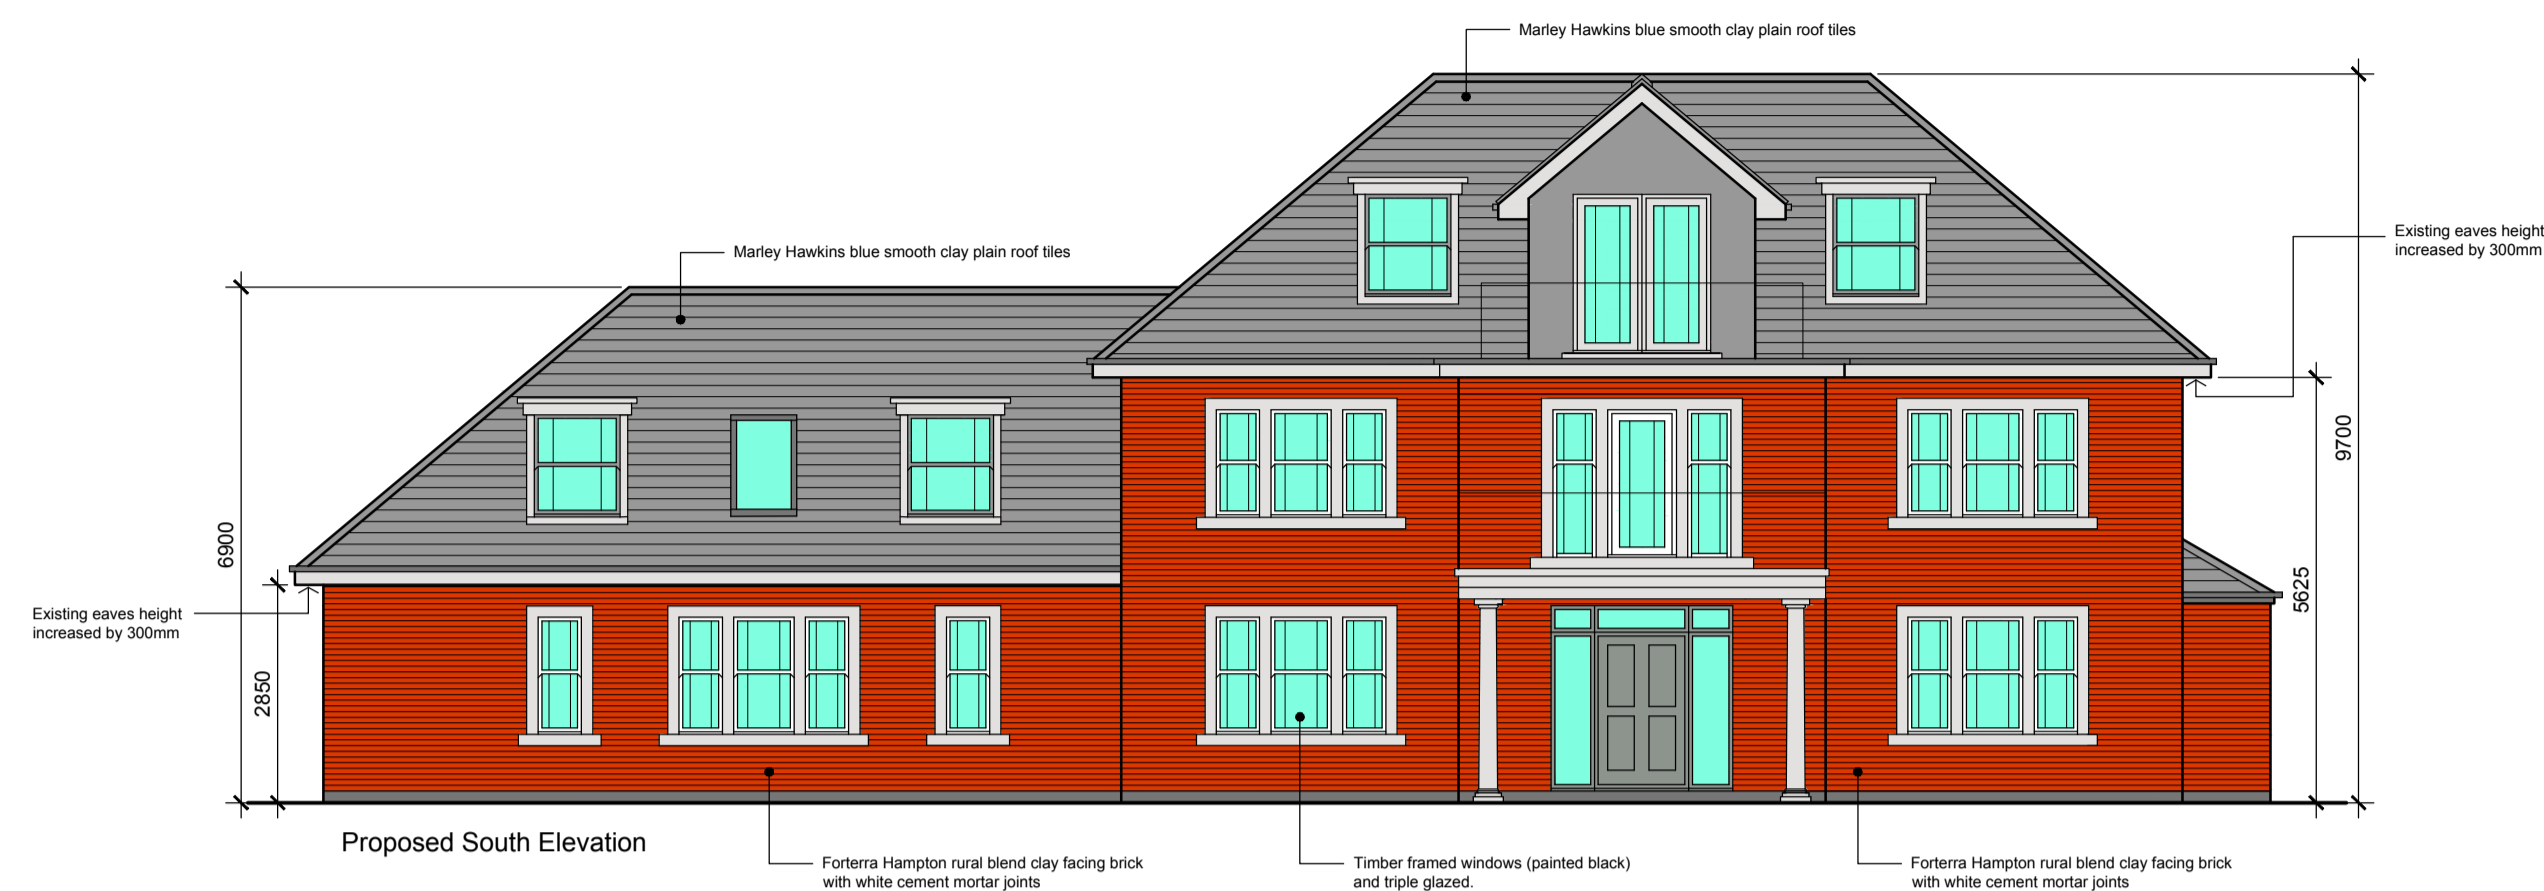 Marley Hawkins blue smooth clay plain roof tiles
Marley Hawkins blue smooth clay plain roof tiles
Existing eaves height
increased by 300mm
9700
5625
6900
2850
Existing eaves height
increased by 300mm
Proposed South Elevation
Forterra Hampton rural blend clay facing brick
with white cement mortar joints
Timber framed windows (painted black)
and triple glazed.
Forterra Hampton rural blend clay facing brick
with white cement mortar joints